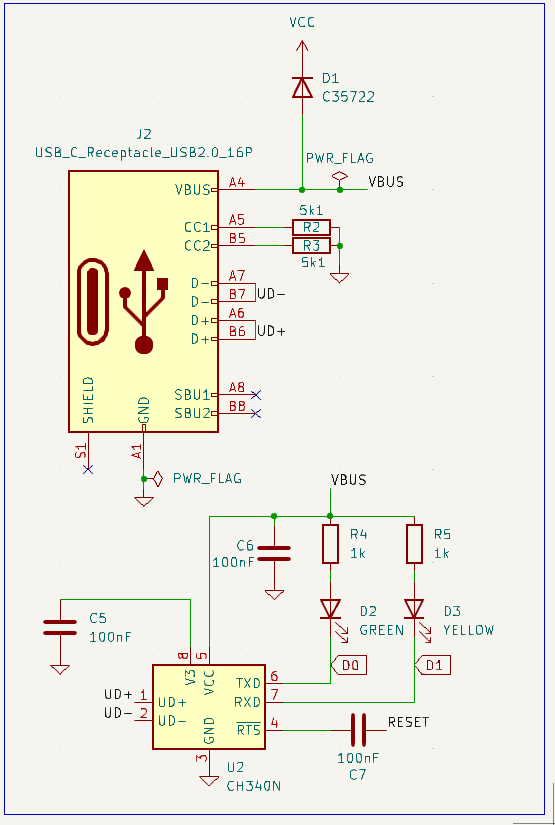 VCC
D1
C35722
J2
USB_C_Receptacle_USB2.0_16P
PWR_FLAG
VBUS A4
VBUS
5k1
CC1 A5 R2
CC2 B5 R3
5k1
D- A7
D- B7 UD-
D+ A6
D+ B6 UD+
SBU1 A8
SBU2 B8
SHIELD
GND
S1
A1
PWR_FLAG
VBUS
C6
100nF
R4
1k
R5
1k
C5
100nF
D2
GREEN
D3
YELLOW
D0
D1
8
5
V3
VCC
TXD 6
RXD 7
UD+ 1 UD+
UD- 2 UD-
RTS 4
RESET
GND
3
100nF
C7
U2
CH340N